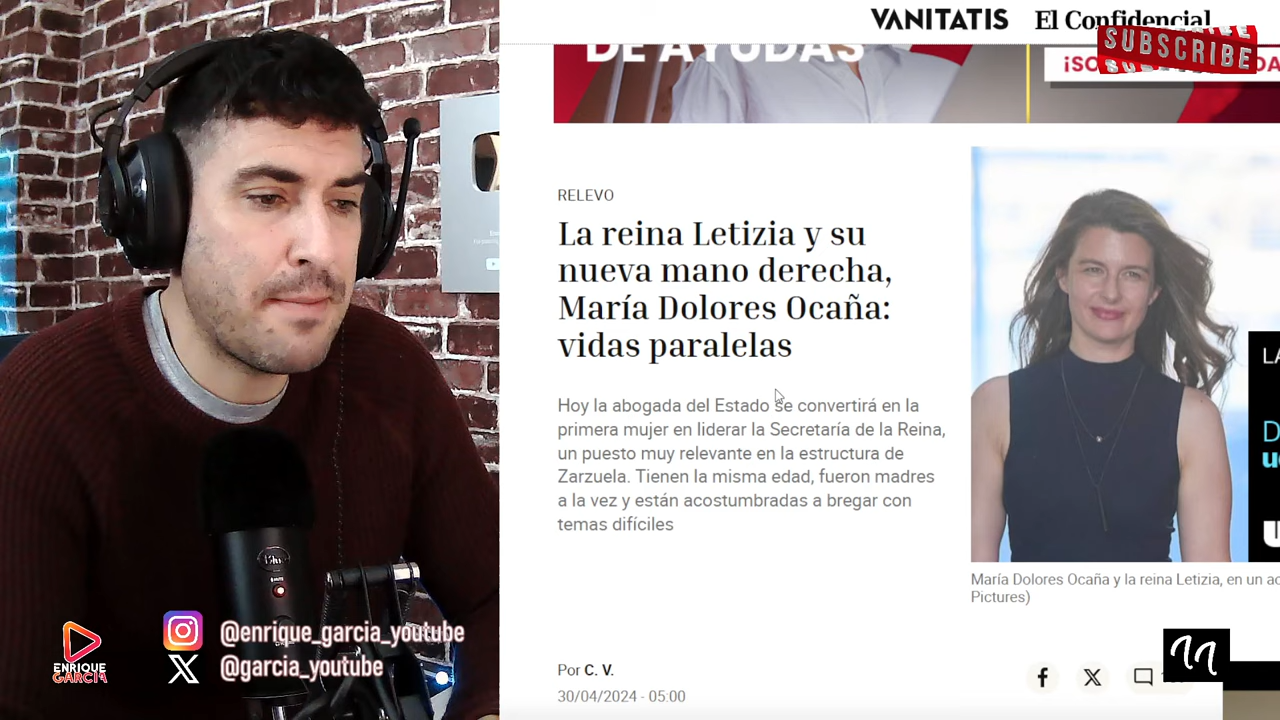 VANITATIS El Confidencial
SUBSCRIBE
DE AYUDAS
RELEVO
La reina Letizia y su
nueva mano derecha,
María Dolores Ocaña:
vidas paralelas
Hoy la abogada del Estado se convertirá en la
primera mujer en liderar la Secretaría de la Reina,
un puesto muy relevante en la estructura de
Zarzuela. Tienen la misma edad, fueron madres
a la vez y están acostumbradas a bregar con
temas difíciles
María Dolores Ocaña y la reina Letizia, en un
Pictures)
Por C. V.
30/04/2024 - 05:00
@enrique_garcia_youtube
@garcia_youtube
ENRIQUE
GARCIA